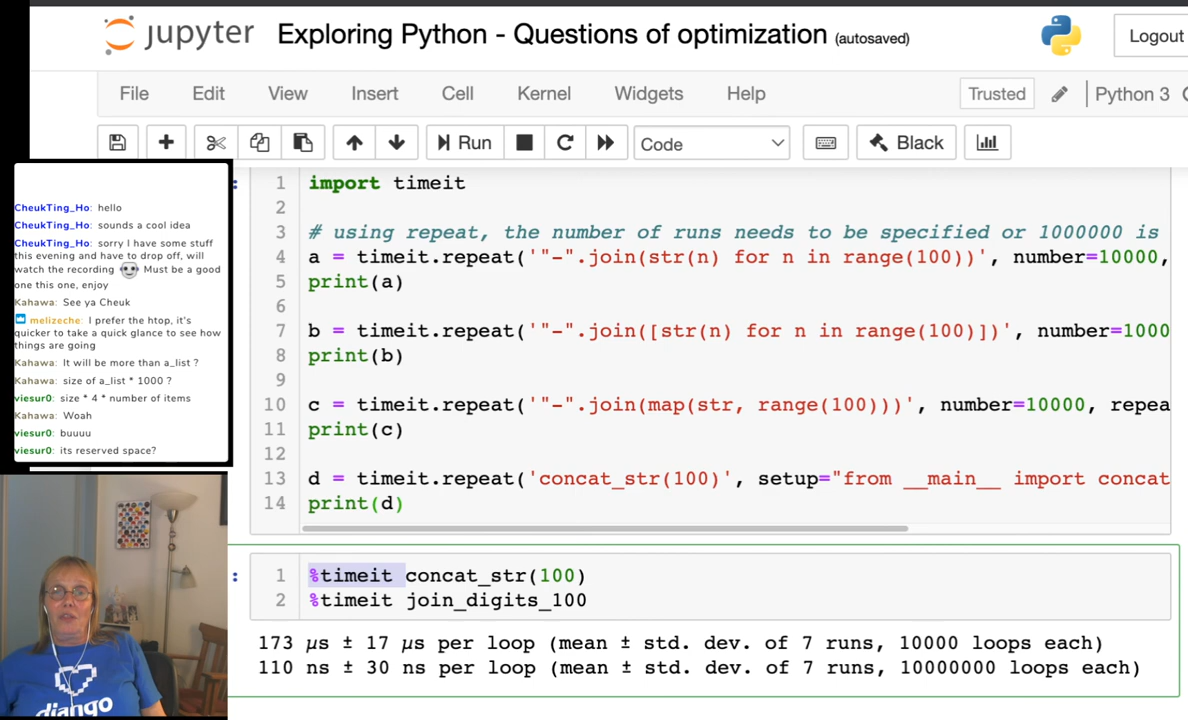 jupyter Exploring Python - Questions of optimization (autosaved)
Logout
File Edit View Insert Cell Kernel Widgets Help
Trusted Python 3
Run Code Black
CheukTing_Ho: hello
CheukTing_Ho: sounds a cool idea
CheukTing_Ho: sorry I have some stuff
this evening and have to drop off, will
watch the recording Must be a good
one this one, enjoy
Kahawa: See ya Cheuk
melizeche: I prefer the htop, it's
quicker to take a quick glance to see how
things are going
Kahawa: It will be more than a_list ?
Kahawa: size of a_list * 1000 ?
viesur0: size * 4 * number of items
Kahawa: Woah
viesur0: buuuu
viesur0: its reserved space?
:
1 import timeit
2
3 # using repeat, the number of runs needs to be specified or 1000000 is
4 a = timeit.repeat('"-".join(str(n) for n in range(100))', number=10000,
5 print(a)
6
7 b = timeit.repeat('"-".join([str(n) for n in range(100)])', number=1000
8 print(b)
9
10 c = timeit.repeat('"-".join(map(str, range(100)))', number=10000, repea
11 print(c)
12
13 d = timeit.repeat('concat_str(100)', setup="from __main__ import concat
14 print(d)
:
1 %timeit concat_str(100)
2 %timeit join_digits_100
173 µs ± 17 µs per loop (mean ± std. dev. of 7 runs, 10000 loops each)
110 ns ± 30 ns per loop (mean ± std. dev. of 7 runs, 10000000 loops each)
django